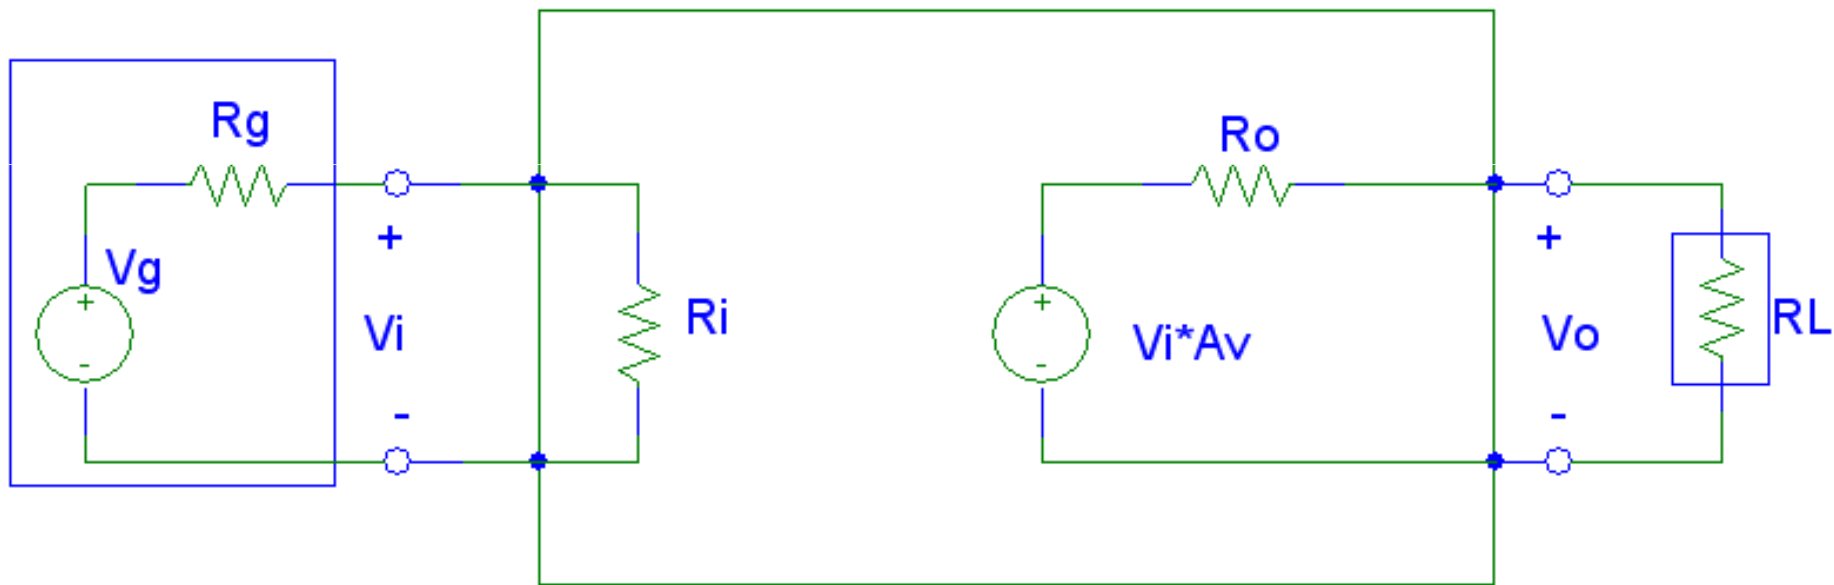 Rg
Ro
+
+
Vg
+
+
Vi
Ri
Vi*Av
Vo
RL
-
-
-
-